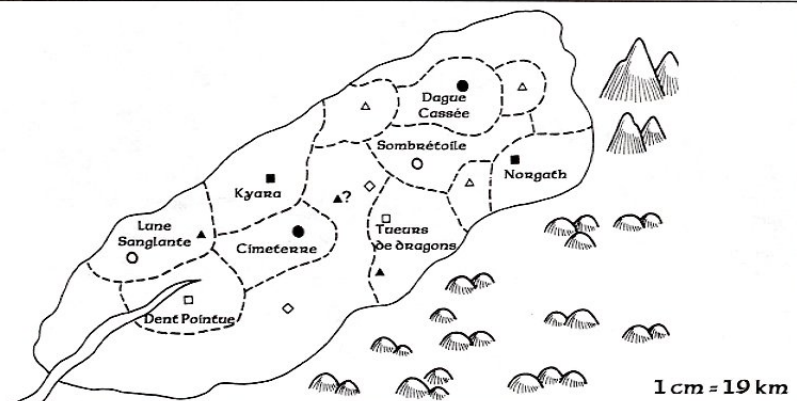 Dague
Cassée
Sombrétoile
Norgath
Kyara
?
Tueurs
de dragons
Lune
Sanglante
Cimeterre
Dent Pointue
1 cm = 19 km